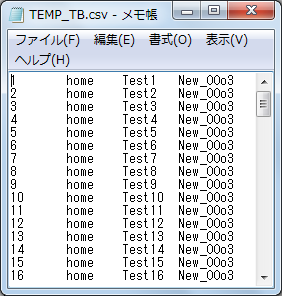 TEMP_TB.csv - メモ帳
ファイル(F) 編集(E) 書式(O) 表示(V)
ヘルプ(H)
1 home Test1 New_00o3
2 home Test2 New_00o3
3 home Test3 New_00o3
4 home Test4 New_00o3
5 home Test5 New_00o3
6 home Test6 New_00o3
7 home Test7 New_00o3
8 home Test8 New_00o3
9 home Test9 New_00o3
10 home Test10 New_00o3
11 home Test11 New_00o3
12 home Test12 New_00o3
13 home Test13 New_00o3
14 home Test14 New_00o3
15 home Test15 New_00o3
16 home Test16 New_00o3